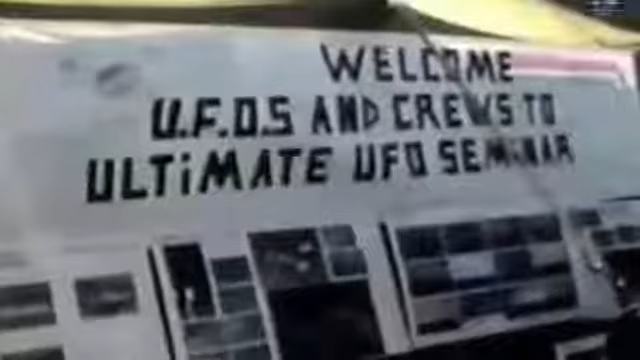 WELCOME
U.F.O.S AND CREWS TO
ULTiMATE UFO SEMiNAR